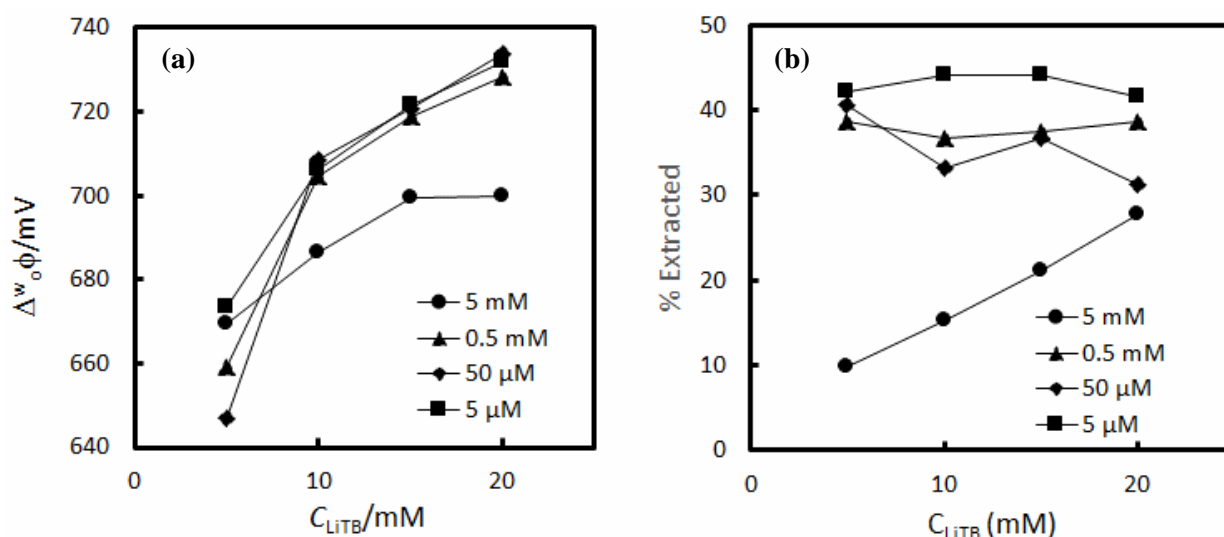 (a)
740
720
700
680
660
640
0
10
20
Δʷₒϕ/mV
C_LiTB/mM
5 mM
0.5 mM
50 µM
5 µM
(b)
50
40
30
20
10
0
0
10
20
% Extracted
C_LiTB (mM)
5 mM
0.5 mM
50 µM
5 µM